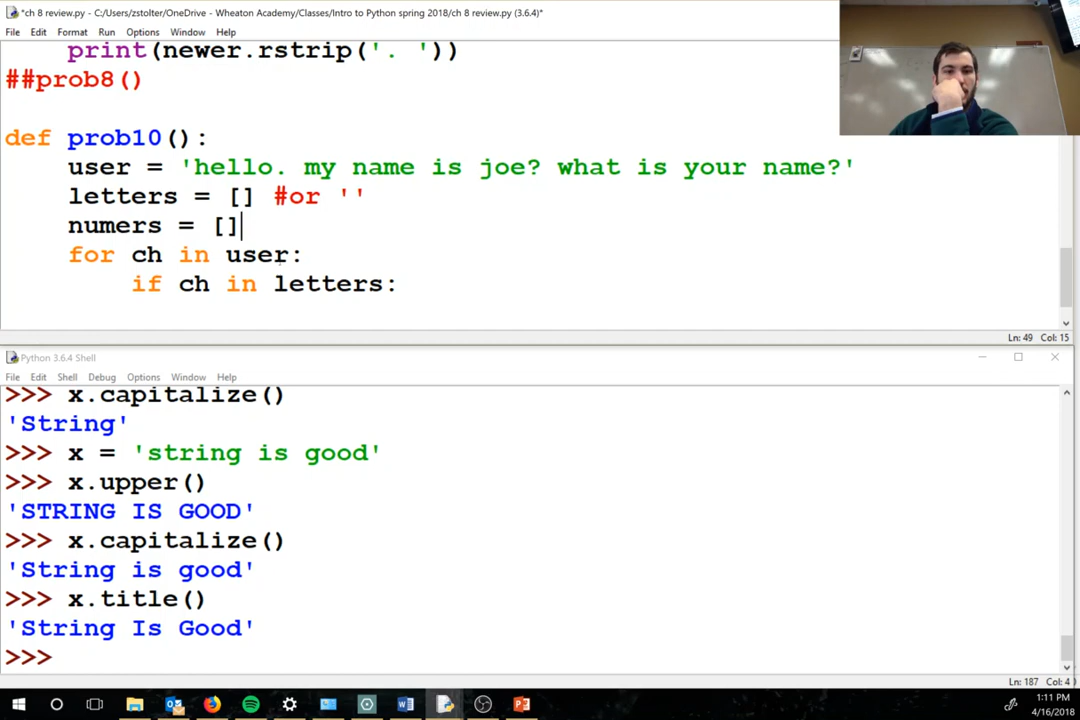 *ch 8 review.py - C:/Users/zstolter/OneDrive - Wheaton Academy/Classes/Intro to Python spring 2018/ch 8 review.py (3.6.4)*
File Edit Format Run Options Window Help
print(newer.rstrip('. '))
##prob8()
def prob10():
user = 'hello. my name is joe? what is your name?'
letters = [] #or ''
numers = []
for ch in user:
if ch in letters:
Ln: 49 Col: 15
Python 3.6.4 Shell
File Edit Shell Debug Options Window Help
>>> x.capitalize()
'String'
>>> x = 'string is good'
>>> x.upper()
'STRING IS GOOD'
>>> x.capitalize()
'String is good'
>>> x.title()
'String Is Good'
>>>
Ln: 187 Col: 4
1:11 PM
4/16/2018